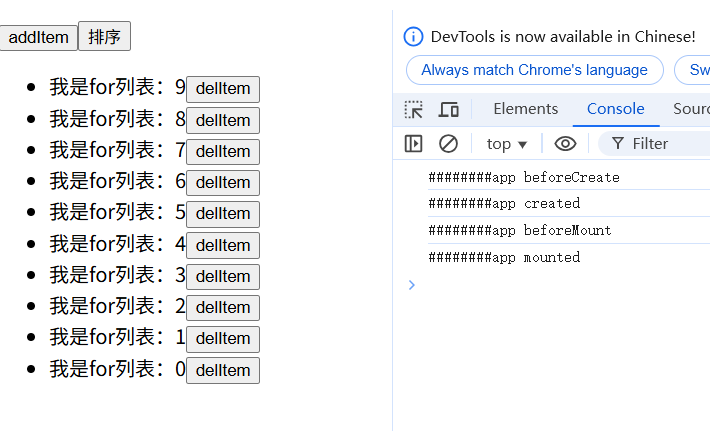 addItem 排序
我是for列表：9 delItem
我是for列表：8 delItem
我是for列表：7 delItem
我是for列表：6 delItem
我是for列表：5 delItem
我是for列表：4 delItem
我是for列表：3 delItem
我是for列表：2 delItem
我是for列表：1 delItem
我是for列表：0 delItem
DevTools is now available in Chinese!
Always match Chrome's language Sw
Elements Console Sourc
top Filter
########app beforeCreate
########app created
########app beforeMount
########app mounted